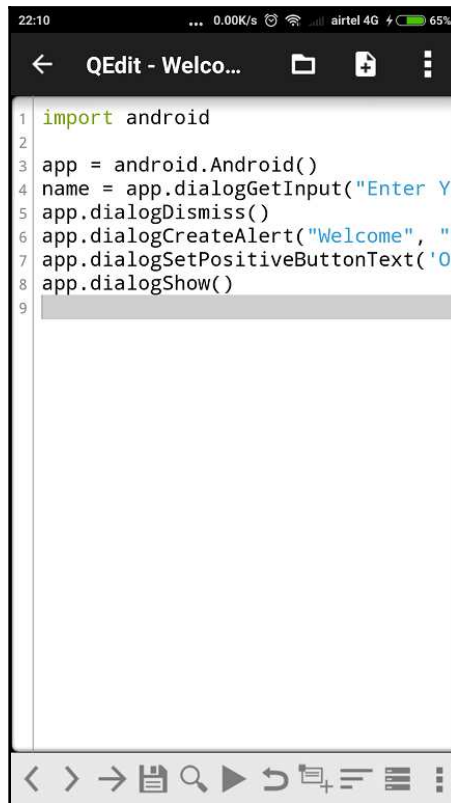 22:10 ... 0.00K/s airtel 4G 65%
QEdit - Welco...
1 import android
2
3 app = android.Android()
4 name = app.dialogGetInput("Enter Y
5 app.dialogDismiss()
6 app.dialogCreateAlert("Welcome", "
7 app.dialogSetPositiveButtonText('O
8 app.dialogShow()
9